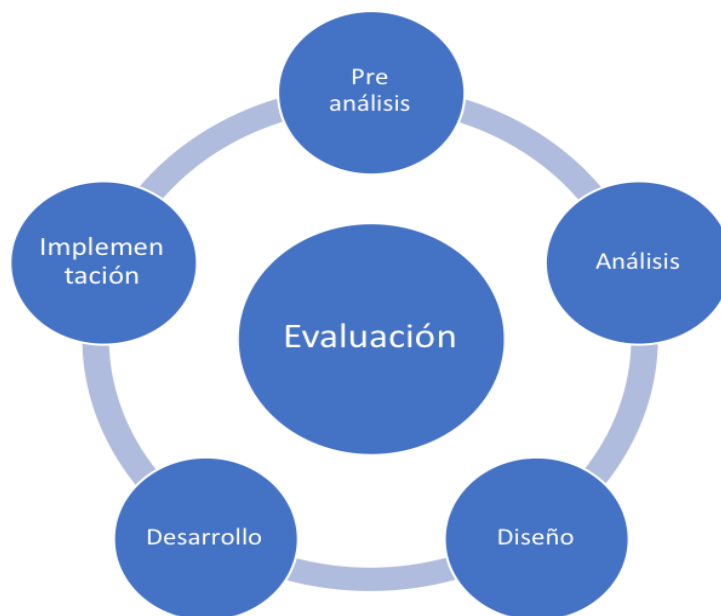 Pre
análisis
Análisis
Diseño
Desarrollo
Implemen
tación
Evaluación